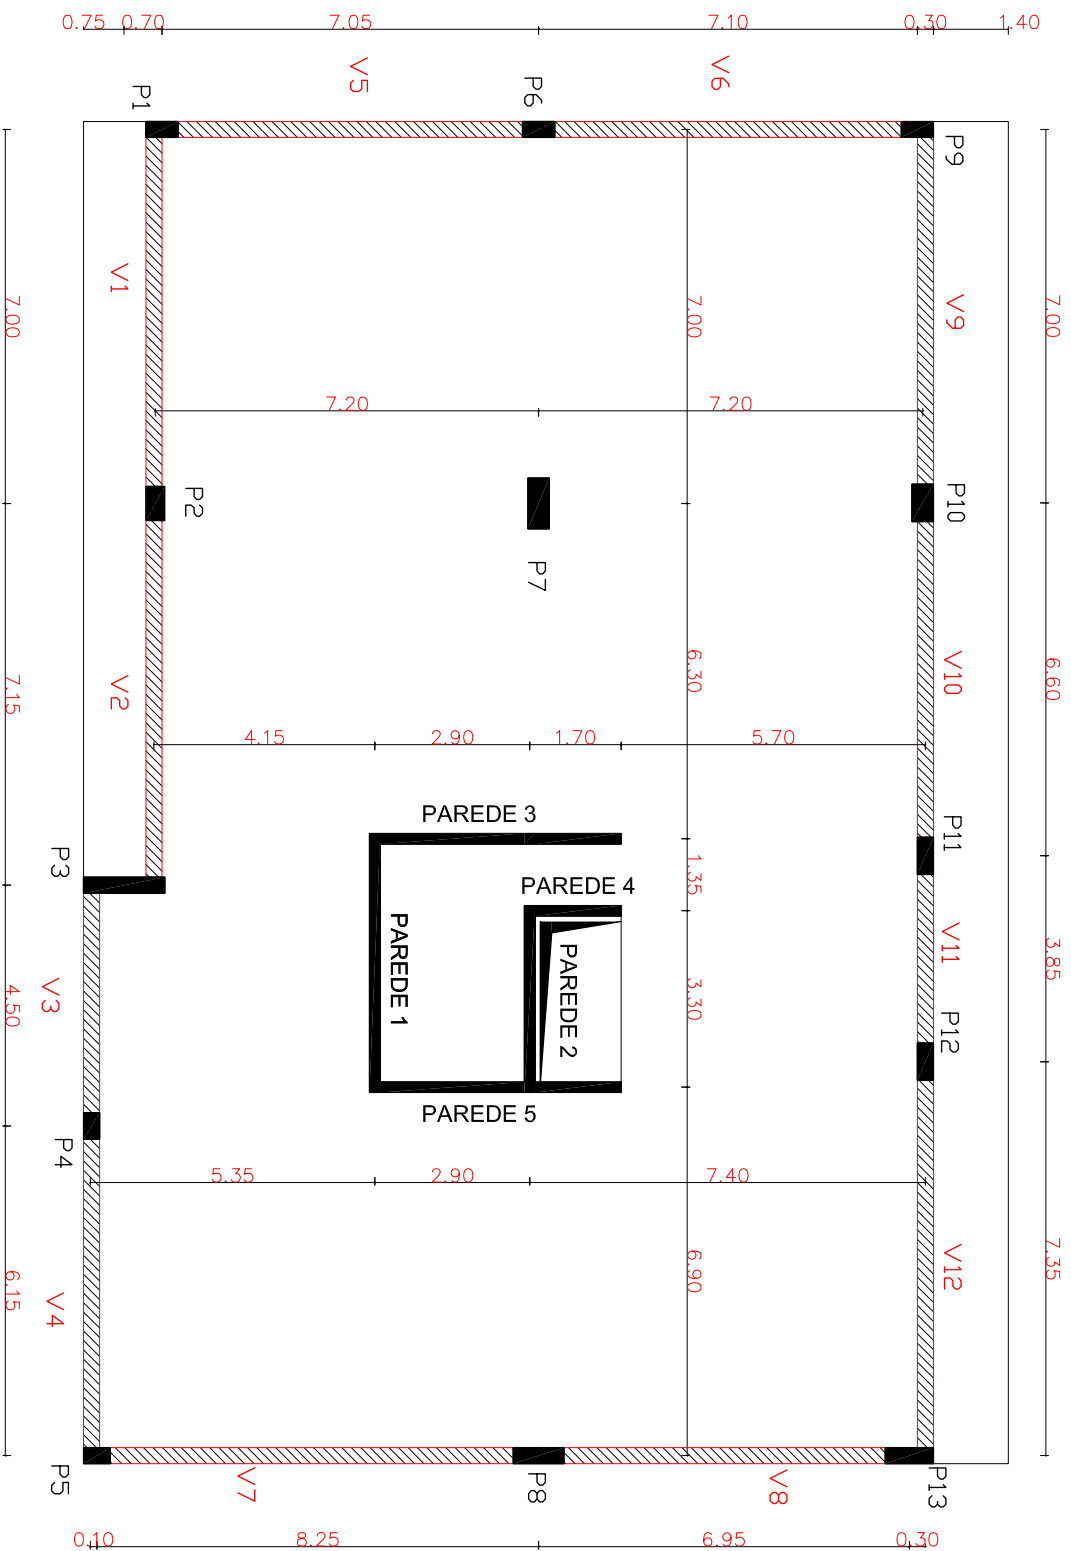 0.75 0.70 7.05 7.10 0.30 1.40
V5 V6
P1 P6 P9
V1 V9
7.00 7.00 7.00
7.20 7.20
P2 P10
P7
V2 6.30 V10
7.15 6.60
4.15 2.90 1.70 5.70
PAREDE 3
P11
P3 1.35
PAREDE 4
PAREDE 1 PAREDE 2 V11 3.85
V3 4.50 3.30 P12
PAREDE 5
P4
5.35 2.90 7.40
6.15 V4 6.90 V12 7.35
P5 V7 P8 V8 P13
0.10 8.25 6.95 0.30